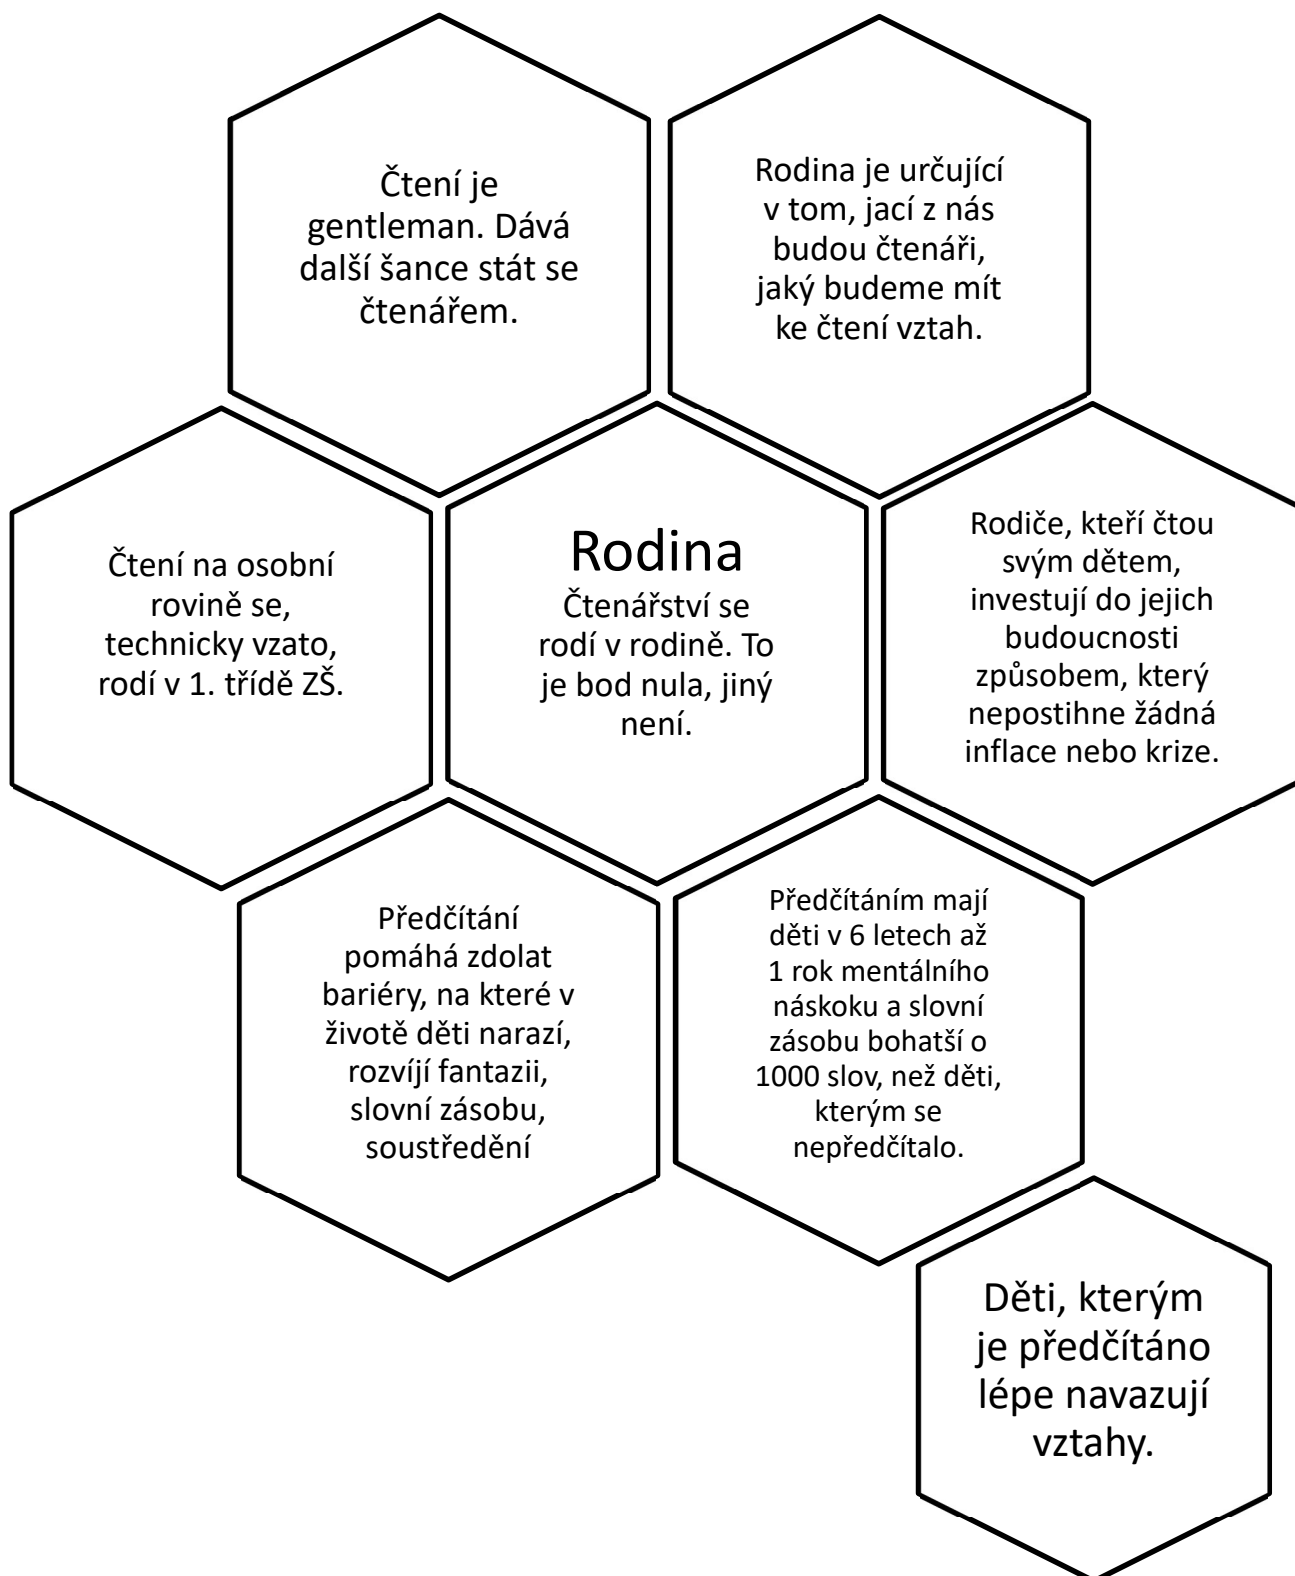 Čtení je
gentleman. Dává
další šance stát se
čtenářem.
Rodina je určující
v tom, jací z nás
budou čtenáři,
jaký budeme mít
ke čtení vztah.
Čtení na osobní
rovině se,
technicky vzato,
rodí v 1. třídě ZŠ.
Rodina
Čtenářství se
rodí v rodině. To
je bod nula, jiný
není.
Rodiče, kteří čtou
svým dětem,
investují do jejich
budoucnosti
způsobem, který
nepostihne žádná
inflace nebo krize.
Předčítání
pomáhá zdolat
bariéry, na které v
životě děti narazí,
rozvíjí fantazii,
slovní zásobu,
soustředění
Předčítáním mají
děti v 6 letech až
1 rok mentálního
náskoku a slovní
zásobu bohatší o
1000 slov, než děti,
kterým se
nepředčítalo.
Děti, kterým
je předčítáno
lépe navazují
vztahy.